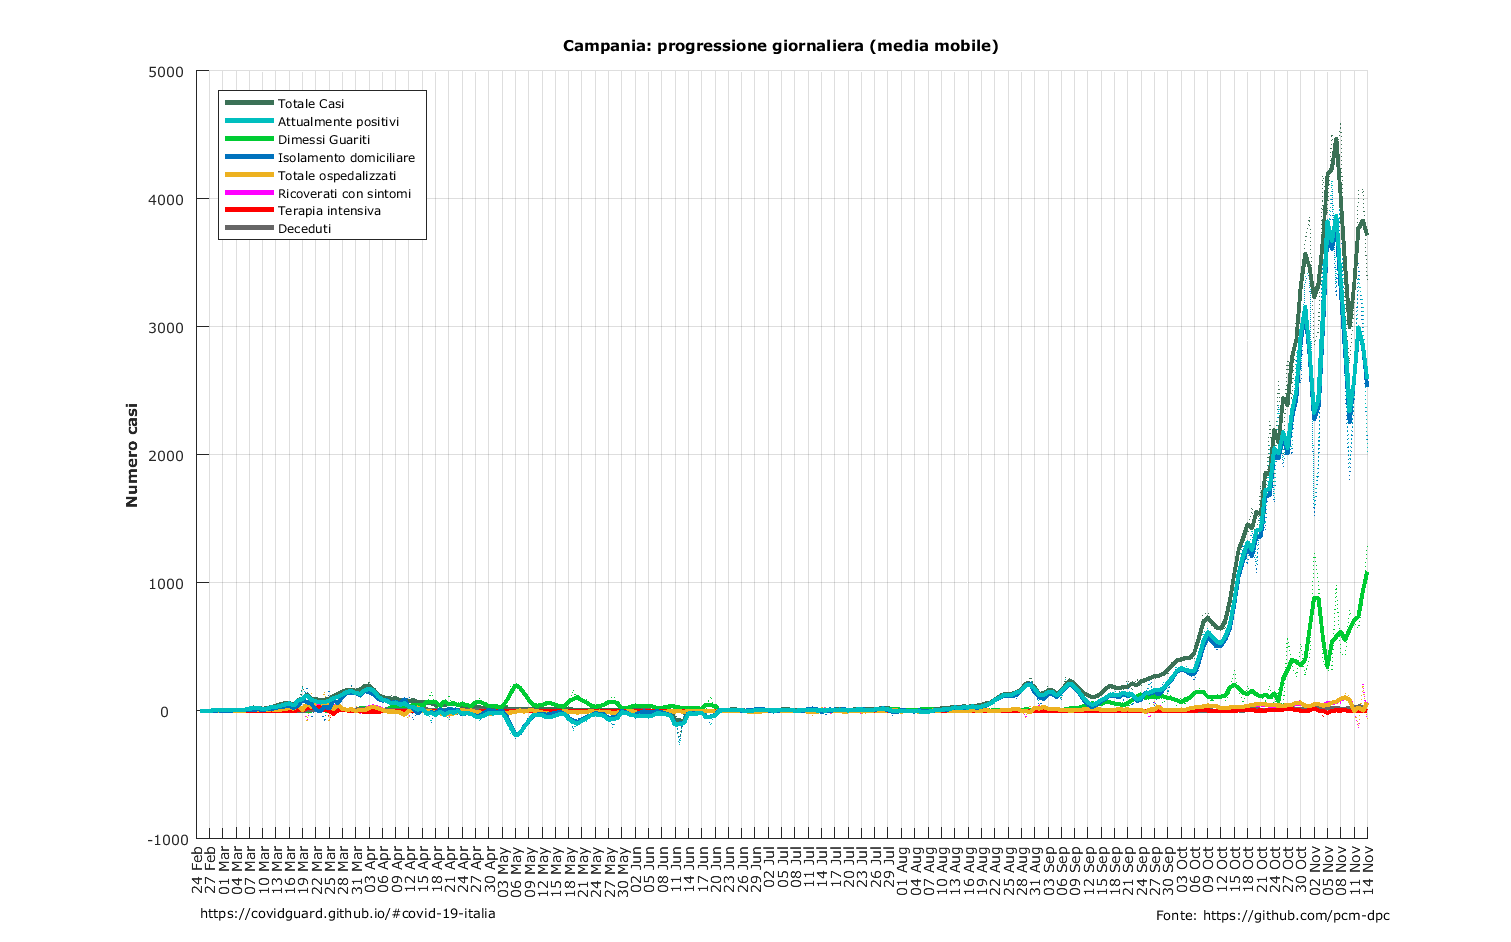 Campania: progressione giornaliera (media mobile)
Numero casi
5000
4000
3000
2000
1000
0
-1000
Totale Casi
Attualmente positivi
Dimessi Guariti
Isolamento domiciliare
Totale ospedalizzati
Ricoverati con sintomi
Terapia intensiva
Deceduti
24 Feb
27 Feb
01 Mar
04 Mar
07 Mar
10 Mar
13 Mar
16 Mar
19 Mar
22 Mar
25 Mar
28 Mar
31 Mar
03 Apr
06 Apr
09 Apr
12 Apr
15 Apr
18 Apr
21 Apr
24 Apr
27 Apr
30 Apr
03 May
06 May
09 May
12 May
15 May
18 May
21 May
24 May
27 May
30 May
02 Jun
05 Jun
08 Jun
11 Jun
14 Jun
17 Jun
20 Jun
23 Jun
26 Jun
29 Jun
02 Jul
05 Jul
08 Jul
11 Jul
14 Jul
17 Jul
20 Jul
23 Jul
26 Jul
29 Jul
01 Aug
04 Aug
07 Aug
10 Aug
13 Aug
16 Aug
19 Aug
22 Aug
25 Aug
28 Aug
31 Aug
03 Sep
06 Sep
09 Sep
12 Sep
15 Sep
18 Sep
21 Sep
24 Sep
27 Sep
30 Sep
03 Oct
06 Oct
09 Oct
12 Oct
15 Oct
18 Oct
21 Oct
24 Oct
27 Oct
30 Oct
02 Nov
05 Nov
08 Nov
11 Nov
14 Nov
https://covidguard.github.io/#covid-19-italia
Fonte: https://github.com/pcm-dpc